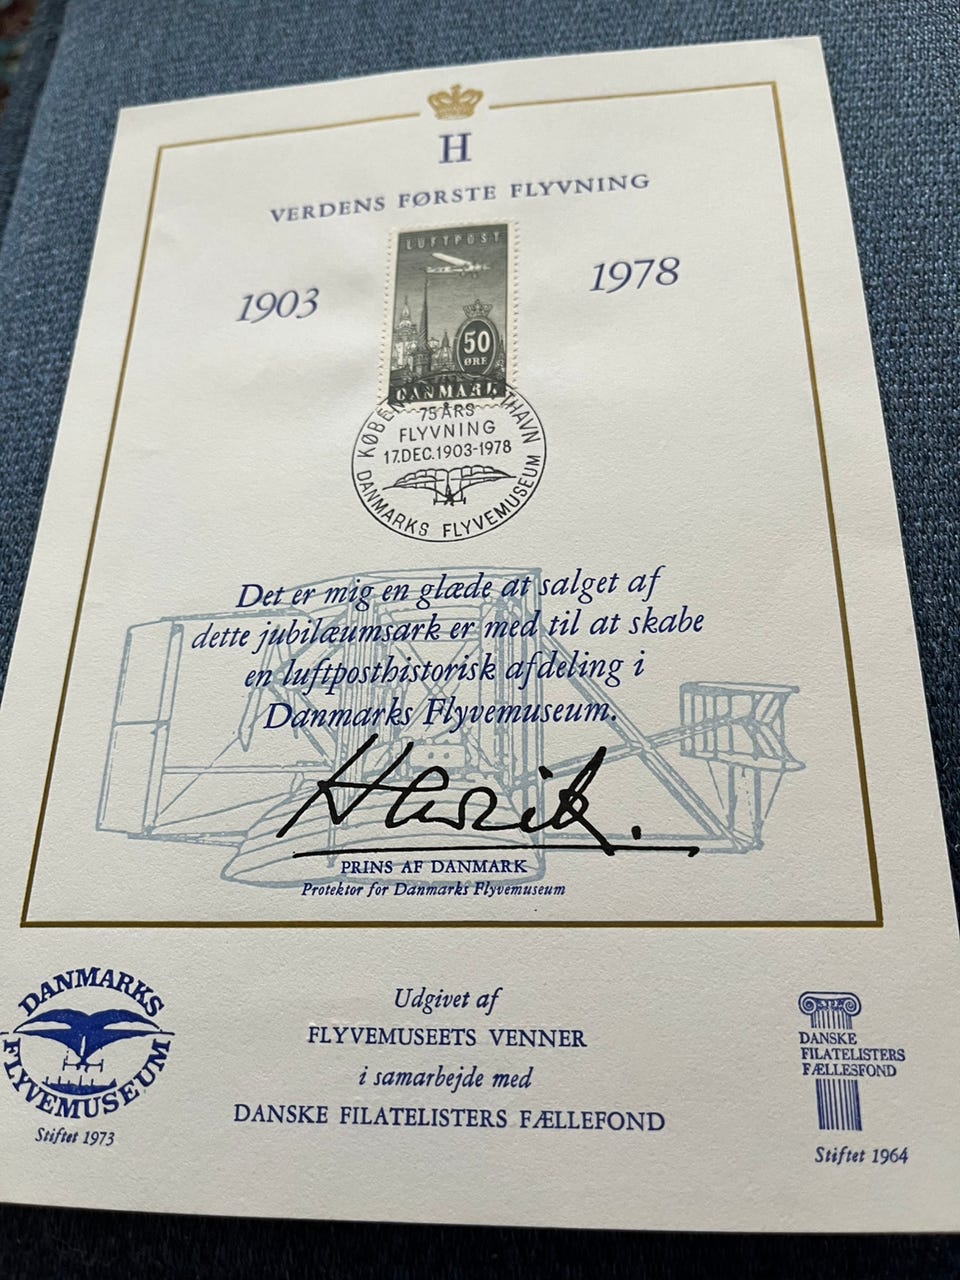 H
VERDENS FØRSTE FLYVNING
1903
1978
LUFTPOST
50
ØRE
DANMARK
75 ÅRS
FLYVNING
17.DEC.1903-1978
DANMARKS FLYVEMUSEUM
Det er mig en glæde at salget af
dette jubilæumsark er med til at skabe
en luftposthistorisk afdeling i
Danmarks Flyvemuseum.
Henrik.
PRINS AF DANMARK
Protektor for Danmarks Flyvemuseum
DANMARKS
FLYVEMUSEUM
Stiftet 1973
Udgivet af
FLYVEMUSEETS VENNER
i samarbejde med
DANSKE FILATELISTERS FÆLLEFOND
DANSKE
FILATELISTERS
FÆLLESFOND
Stiftet 1964